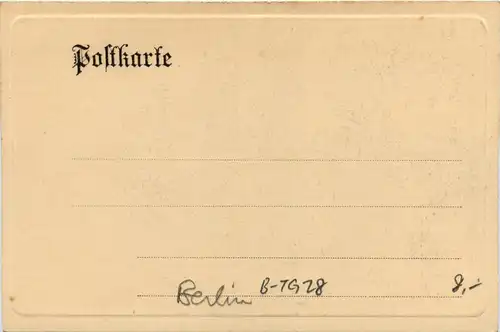 Postkarte
Berlin B-TG28 8,-